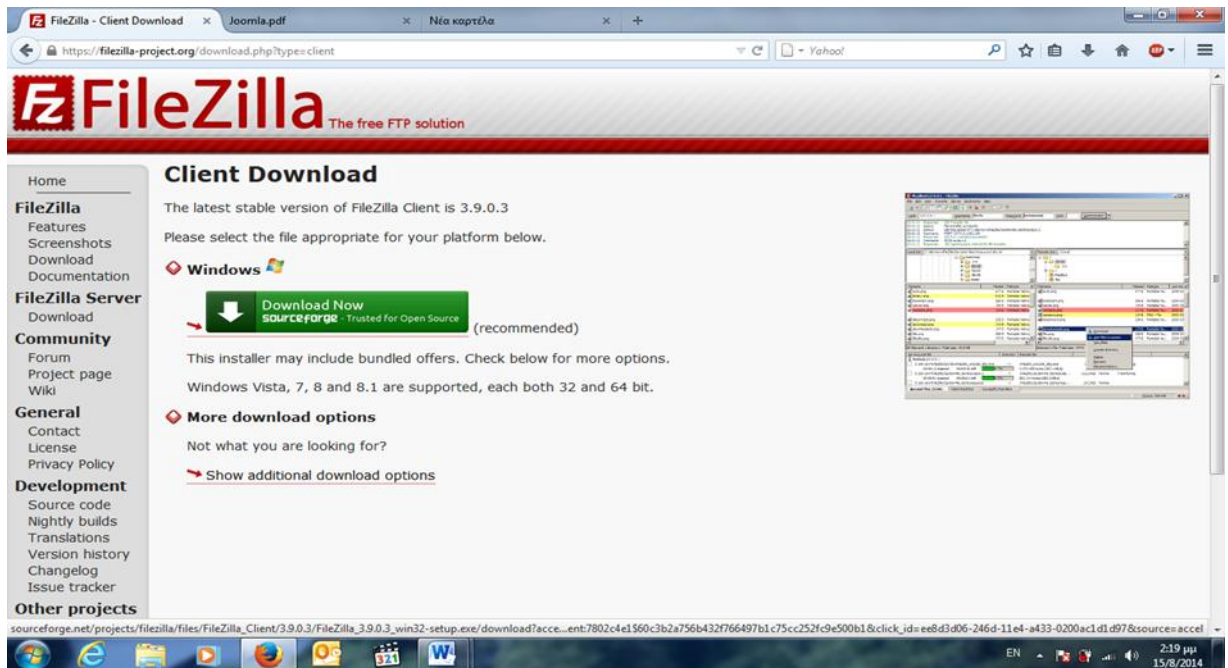 FileZilla - Client Download
Joomla.pdf
Νέα καρτέλα
https://filezilla-project.org/download.php?type=client
Yahoo!
FileZilla The free FTP solution
Home
FileZilla
Features
Screenshots
Download
Documentation
FileZilla Server
Download
Community
Forum
Project page
Wiki
General
Contact
License
Privacy Policy
Development
Source code
Nightly builds
Translations
Version history
Changelog
Issue tracker
Other projects
Client Download
The latest stable version of FileZilla Client is 3.9.0.3
Please select the file appropriate for your platform below.
Windows
Download Now
sourceforge - Trusted for Open Source
(recommended)
This installer may include bundled offers. Check below for more options.
Windows Vista, 7, 8 and 8.1 are supported, each both 32 and 64 bit.
More download options
Not what you are looking for?
Show additional download options
sourceforge.net/projects/filezilla/files/FileZilla_Client/3.9.0.3/FileZilla_3.9.0.3_win32-setup.exe/download?acce...ent:7802c4e1$60c3b2a756b432f766497b1c75cc252fc9e500b1&click_id=ee8d3d06-246d-11e4-a433-0200ac1d1d97&source=accel
EN
2:19 μμ
15/8/2014